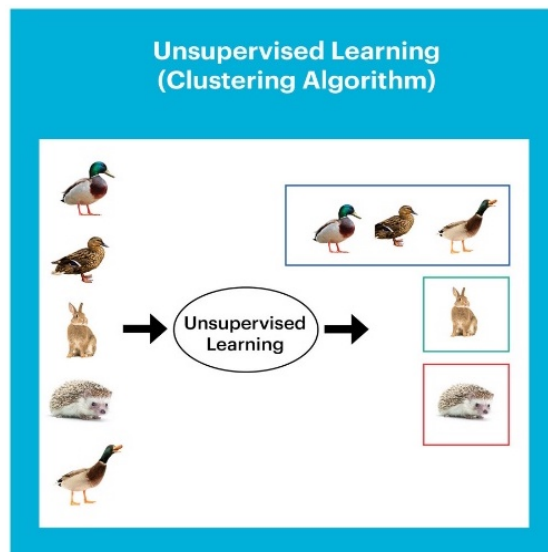 Unsupervised Learning
(Clustering Algorithm)
Unsupervised
Learning